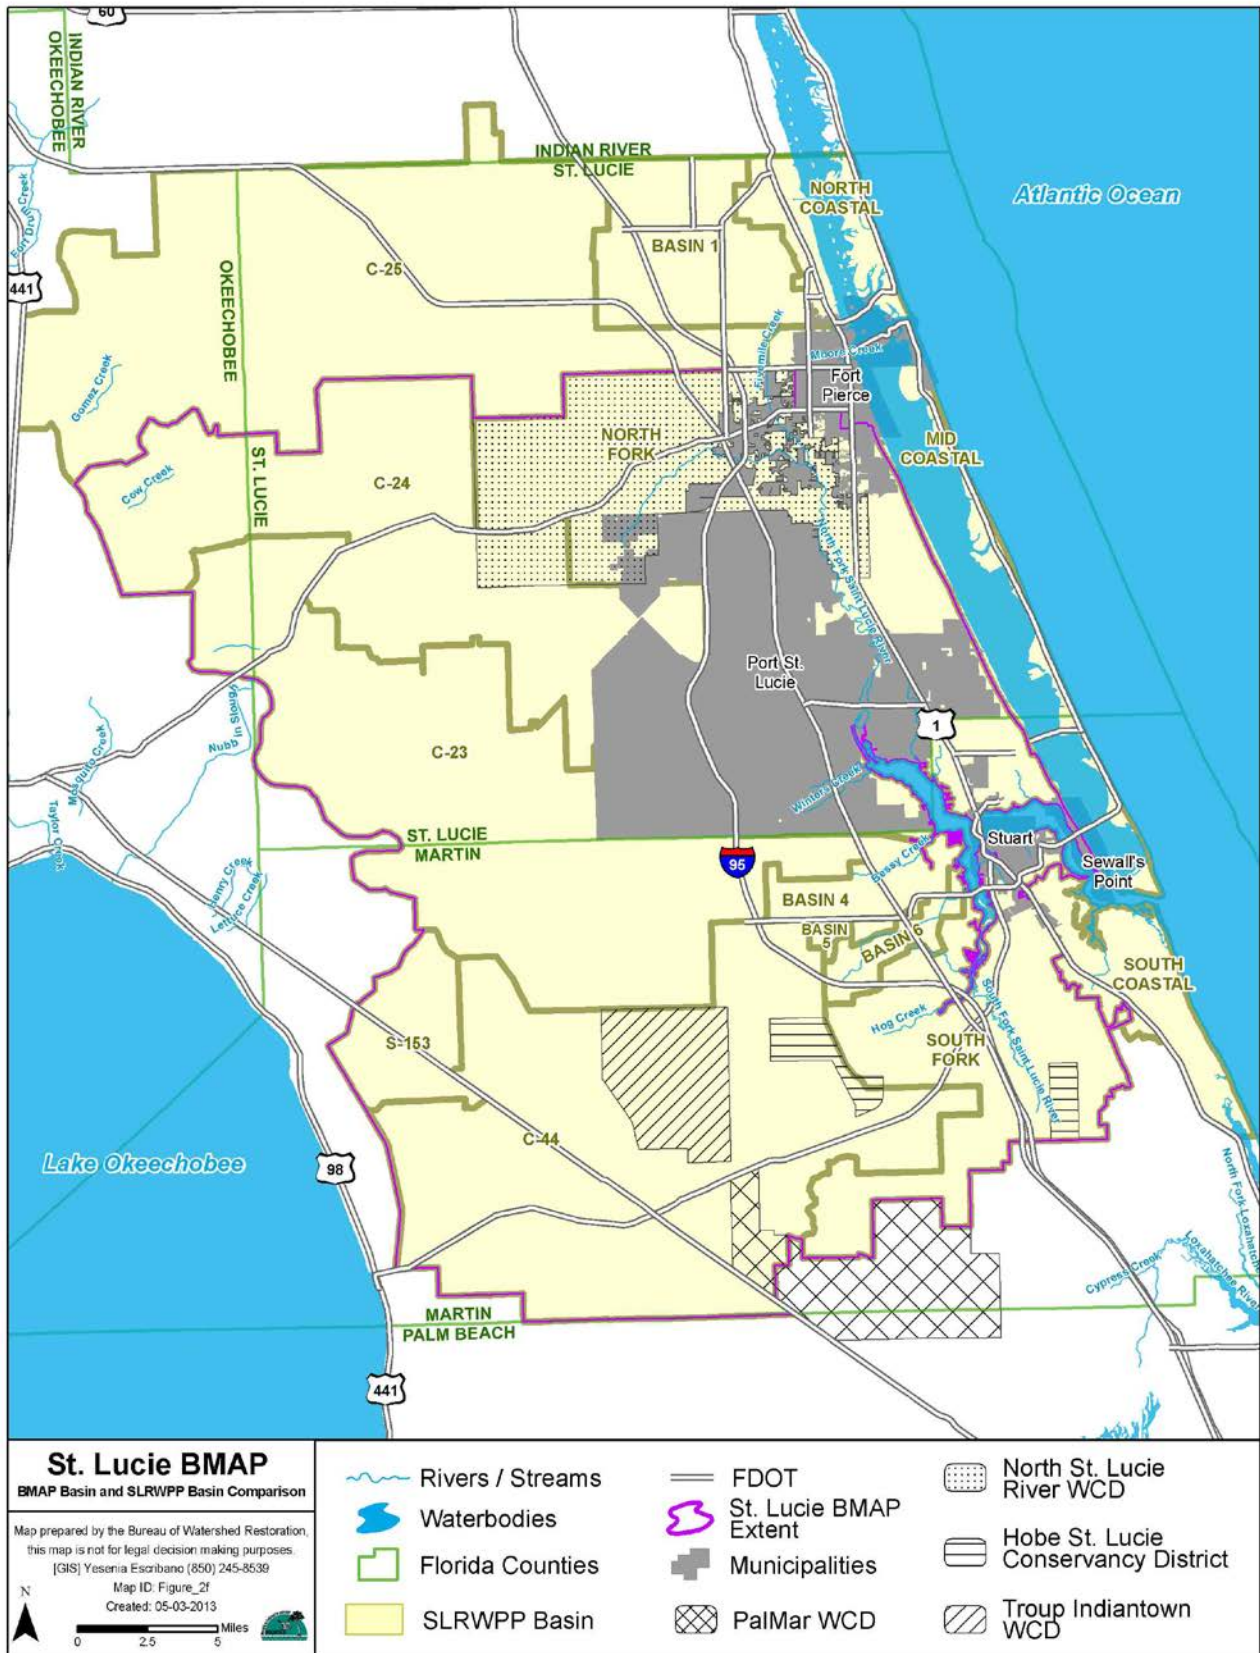 60
INDIAN RIVER
OKEECHOBEE
INDIAN RIVER
ST. LUCIE
NORTH
COASTAL
Atlantic Ocean
Fort Drum Creek
BASIN 1
C-25
441
OKEECHOBEE
Fivemile Creek
Moore Creek
Gomez Creek
Fort
Pierce
NORTH
FORK
MID
COASTAL
ST. LUCIE
C-24
Cow Creek
North Fork Saint Lucie River
Port St.
Lucie
Nubbin Slough
1
C-23
Mosquito Creek
Winters Creek
Taylor Creek
ST. LUCIE
MARTIN
Stuart
95
Bessy Creek
Sewall's
Point
Henry Creek
Lettuce Creek
BASIN 4
BASIN
5
BASIN 6
SOUTH
COASTAL
Hog Creek
South Fork Saint Lucie River
S-153
SOUTH
FORK
C-44
Lake Okeechobee
98
North Fork Loxahatchee
Loxahatchee River
Cypress Creek
MARTIN
PALM BEACH
441
St. Lucie BMAP
BMAP Basin and SLRWPP Basin Comparison
Map prepared by the Bureau of Watershed Restoration,
this map is not for legal decision making purposes.
[GIS] Yesenia Escribano (850) 245-8539
Map ID: Figure_2f
Created: 05-03-2013
N
Miles
0 2.5 5
Rivers / Streams
Waterbodies
Florida Counties
SLRWPP Basin
FDOT
St. Lucie BMAP
Extent
Municipalities
PalMar WCD
North St. Lucie
River WCD
Hobe St. Lucie
Conservancy District
Troup Indiantown
WCD